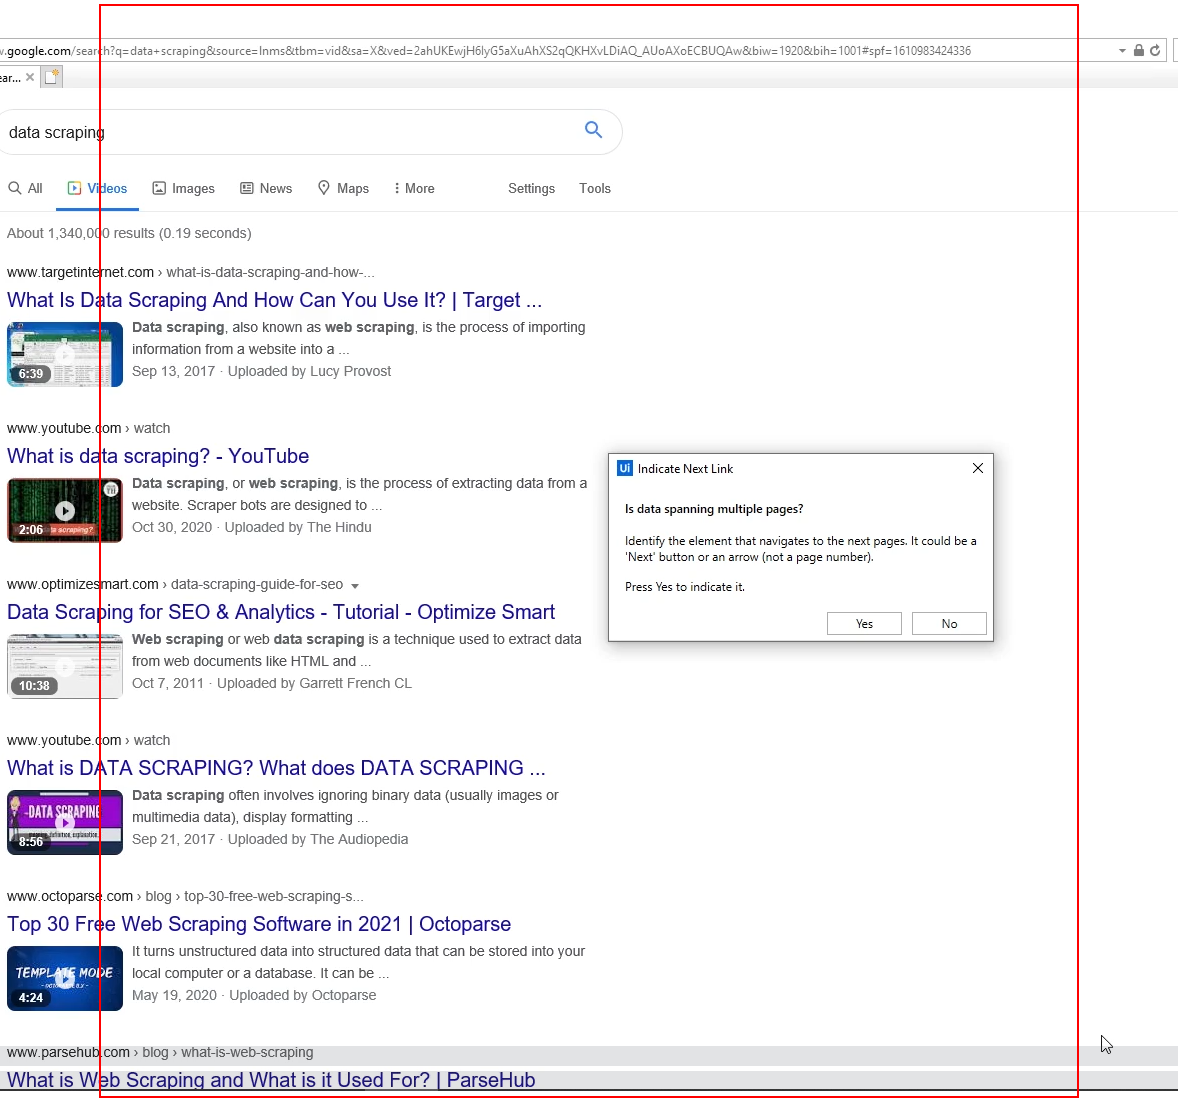 .google.com/search?q=data+scraping&source=lnms&tbm=vid&sa=X&ved=2ahUKEwjH6lyG5aXuAhXS2qQKHXvLDiAQ_AUoAXoECBUQAw&biw=1920&bih=1001#spf=1610983424336
ear...
data scraping
All Videos Images News Maps More Settings Tools
About 1,340,000 results (0.19 seconds)
www.targetinternet.com › what-is-data-scraping-and-how-...
What Is Data Scraping And How Can You Use It? | Target ...
Data scraping, also known as web scraping, is the process of importing
information from a website into a ...
6:39
Sep 13, 2017 · Uploaded by Lucy Provost
www.youtube.com › watch
What is data scraping? - YouTube
Data scraping, or web scraping, is the process of extracting data from a
website. Scraper bots are designed to ...
2:06
ta scraping?
Oct 30, 2020 · Uploaded by The Hindu
www.optimizesmart.com › data-scraping-guide-for-seo
Data Scraping for SEO & Analytics - Tutorial - Optimize Smart
Web scraping or web data scraping is a technique used to extract data
from web documents like HTML and ...
10:38
Oct 7, 2011 · Uploaded by Garrett French CL
www.youtube.com › watch
What is DATA SCRAPING? What does DATA SCRAPING ...
Data scraping often involves ignoring binary data (usually images or
multimedia data), display formatting ...
-DATA SCRAPING
meaning, definition, explanation
8:56
Sep 21, 2017 · Uploaded by The Audiopedia
www.octoparse.com › blog › top-30-free-web-scraping-s...
Top 30 Free Web Scraping Software in 2021 | Octoparse
It turns unstructured data into structured data that can be stored into your
local computer or a database. It can be ...
TEMPLATE MODE
- OCTOPARSE 8.X -
4:24
May 19, 2020 · Uploaded by Octoparse
www.parsehub.com › blog › what-is-web-scraping
What is Web Scraping and What is it Used For? | ParseHub
Ui Indicate Next Link
Is data spanning multiple pages?
Identify the element that navigates to the next pages. It could be a
'Next' button or an arrow (not a page number).
Press Yes to indicate it.
Yes No